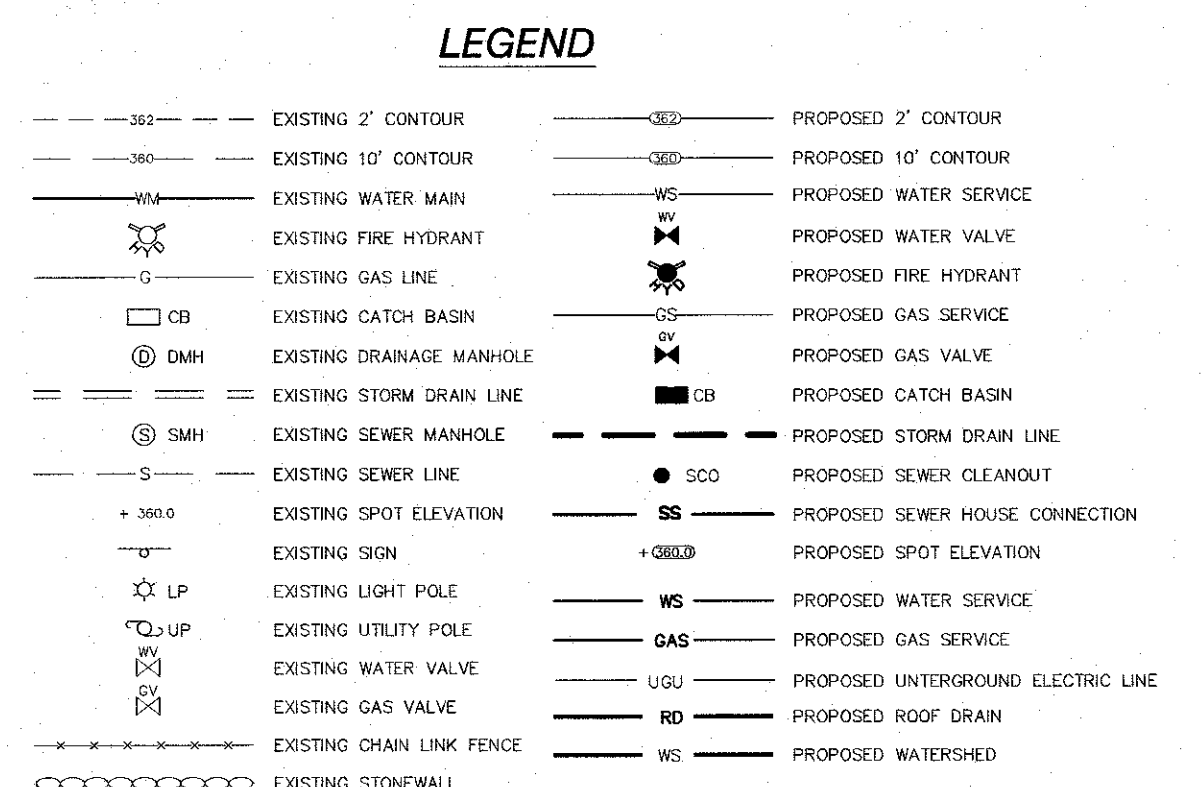 LEGEND
362 EXISTING 2' CONTOUR
360 EXISTING 10' CONTOUR
WM EXISTING WATER MAIN
EXISTING FIRE HYDRANT
G EXISTING GAS LINE
CB EXISTING CATCH BASIN
D DMH EXISTING DRAINAGE MANHOLE
EXISTING STORM DRAIN LINE
S SMH EXISTING SEWER MANHOLE
S EXISTING SEWER LINE
+ 360.0 EXISTING SPOT ELEVATION
EXISTING SIGN
LP EXISTING LIGHT POLE
UP EXISTING UTILITY POLE
WV
EXISTING WATER VALVE
GV
EXISTING GAS VALVE
EXISTING CHAIN LINK FENCE
EXISTING STONEWALL
362 PROPOSED 2' CONTOUR
360 PROPOSED 10' CONTOUR
WS PROPOSED WATER SERVICE
WV
PROPOSED WATER VALVE
PROPOSED FIRE HYDRANT
GS PROPOSED GAS SERVICE
GV
PROPOSED GAS VALVE
CB PROPOSED CATCH BASIN
PROPOSED STORM DRAIN LINE
SCO PROPOSED SEWER CLEANOUT
SS PROPOSED SEWER HOUSE CONNECTION
+ 360.0 PROPOSED SPOT ELEVATION
WS PROPOSED WATER SERVICE
GAS PROPOSED GAS SERVICE
UGU PROPOSED UNTERGROUND ELECTRIC LINE
RD PROPOSED ROOF DRAIN
WS PROPOSED WATERSHED